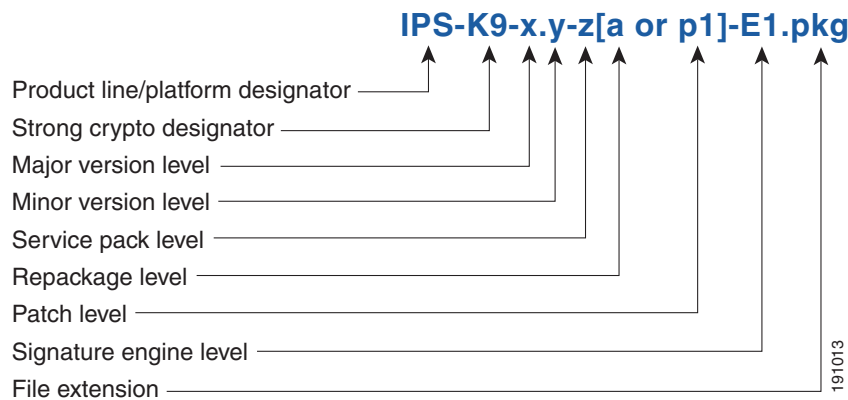 IPS-K9-x.y-z[a or p1]-E1.pkg
Product line/platform designator
Strong crypto designator
Major version level
Minor version level
Service pack level
Repackage level
Patch level
Signature engine level
File extension
191013